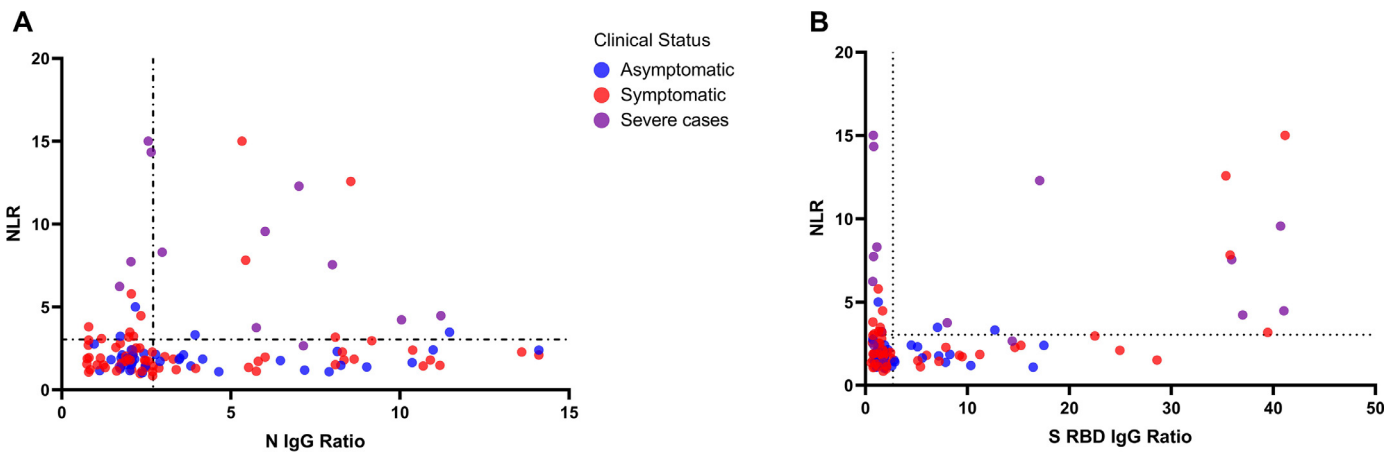 A
NLR
20
15
10
5
0
0 5 10 15
N IgG Ratio
Clinical Status
Asymptomatic
Symptomatic
Severe cases
B
NLR
20
15
10
5
0
0 10 20 30 40 50
S RBD IgG Ratio